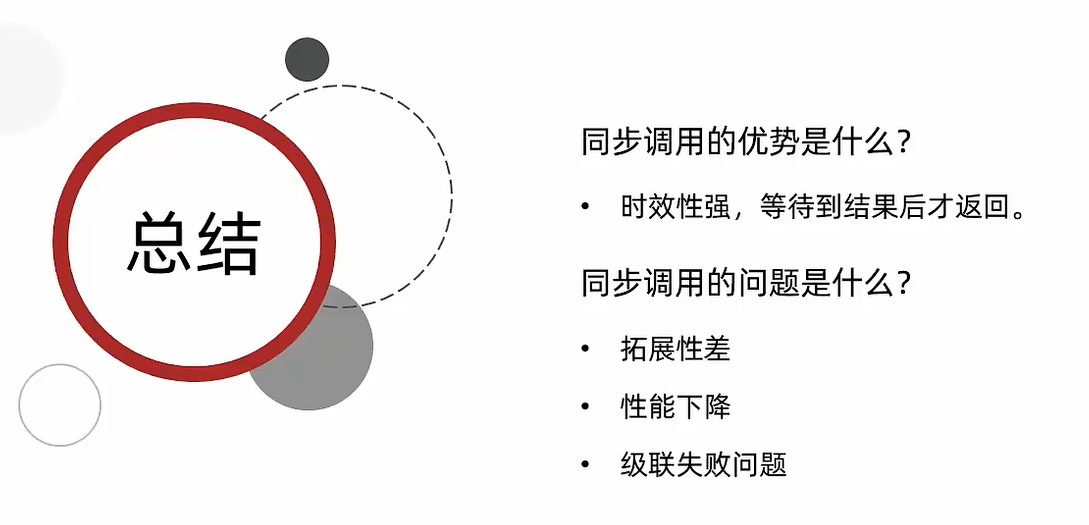 总结
同步调用的优势是什么？
• 时效性强，等待到结果后才返回。
同步调用的问题是什么？
• 拓展性差
• 性能下降
• 级联失败问题